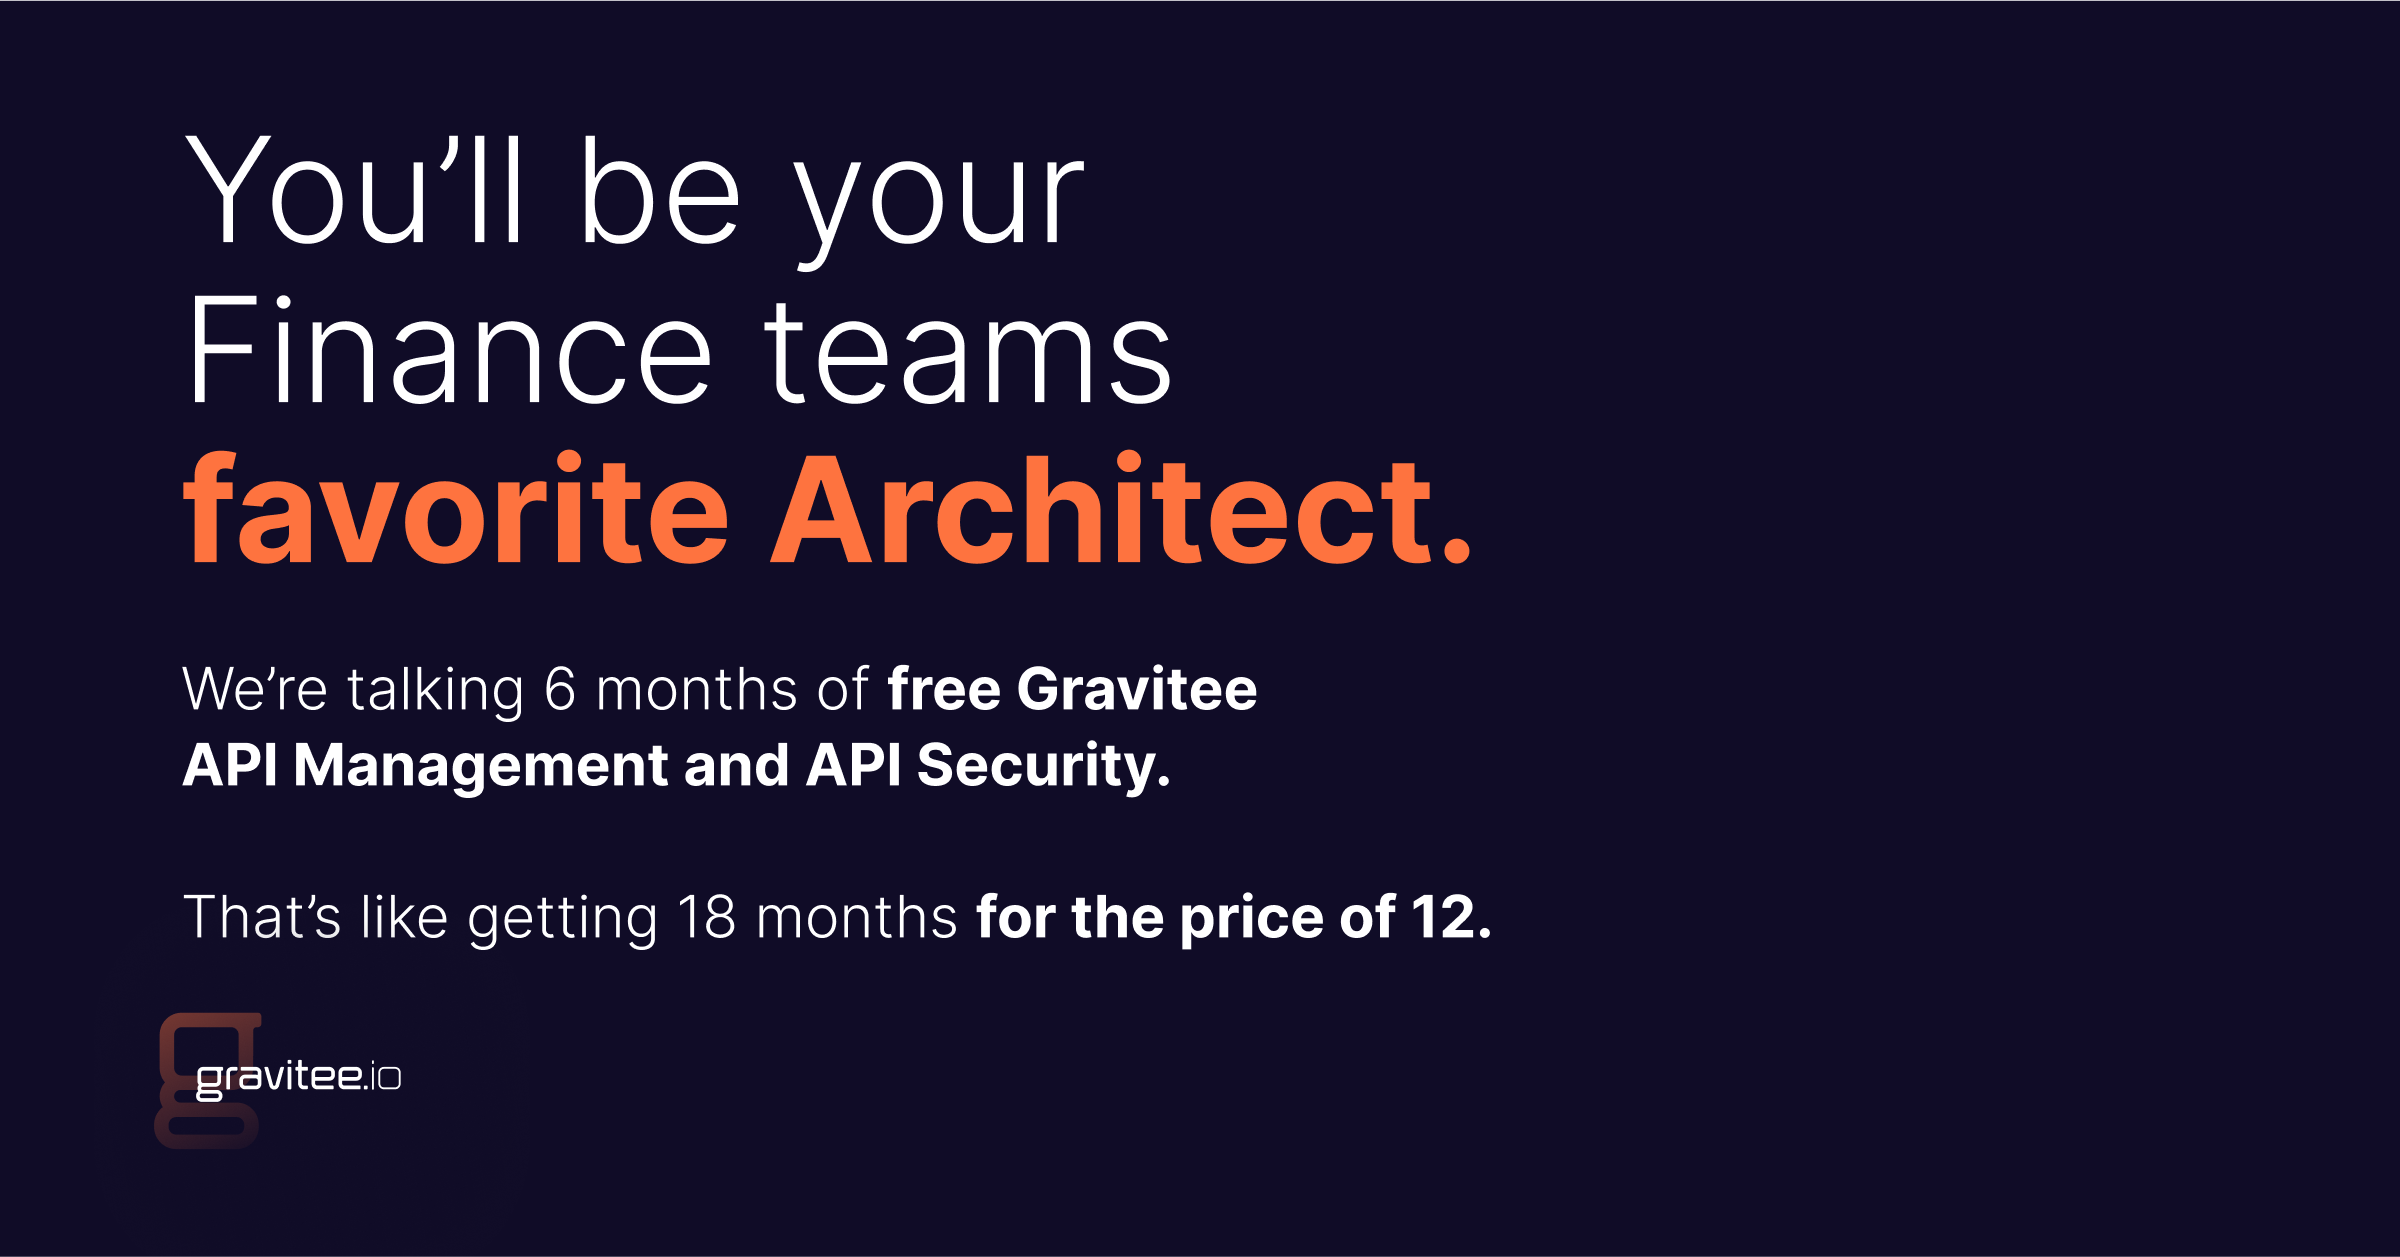 You’ll be your
Finance teams
favorite Architect.
We’re talking 6 months of free Gravitee
API Management and API Security.
That’s like getting 18 months for the price of 12.
g
gravitee.io